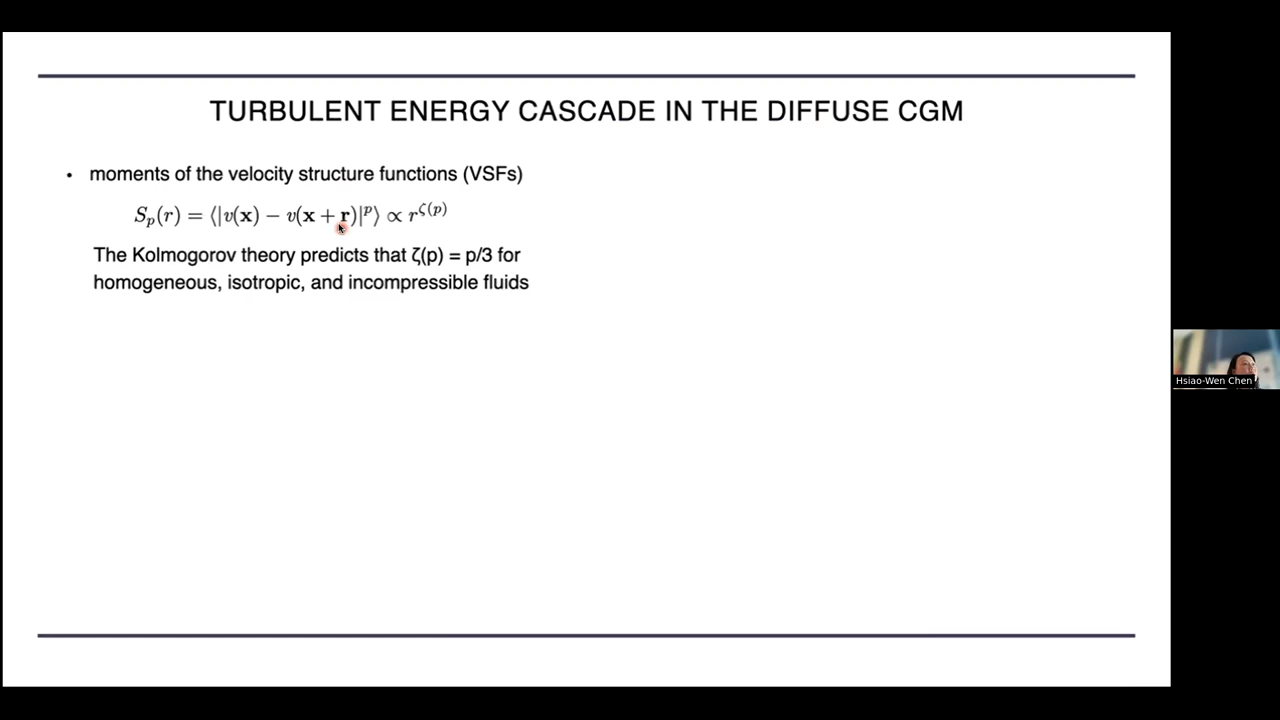 TURBULENT ENERGY CASCADE IN THE DIFFUSE CGM
• moments of the velocity structure functions (VSFs)
S_p(r) = ⟨|v(𝐱) − v(𝐱 + 𝐫)|^p⟩ ∝ r^{ζ(p)}
The Kolmogorov theory predicts that ζ(p) = p/3 for
homogeneous, isotropic, and incompressible fluids
Hsiao-Wen Chen